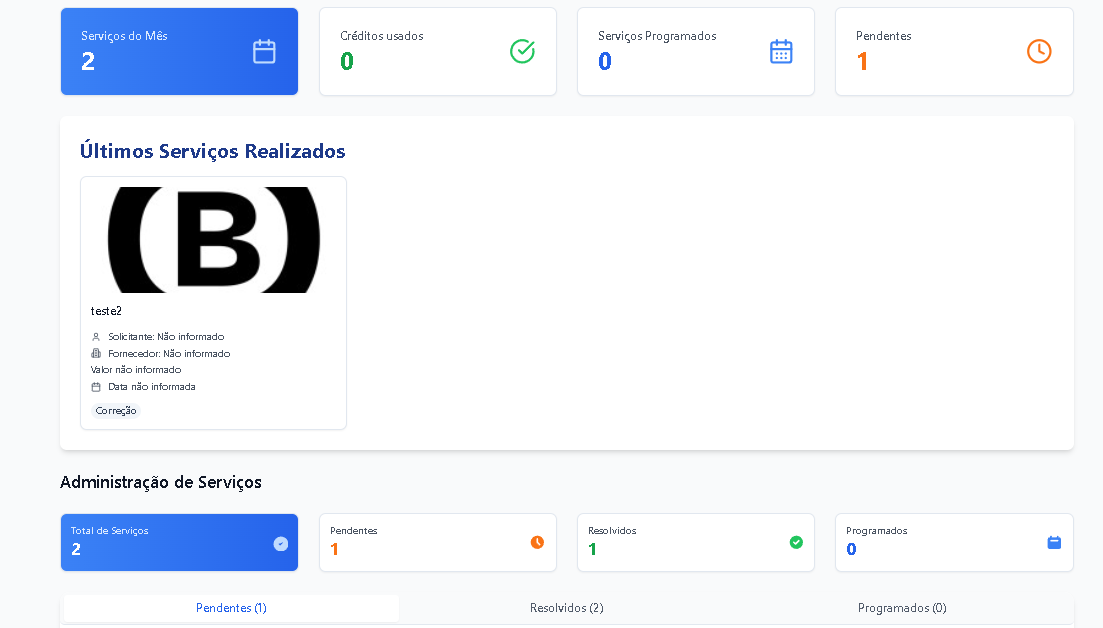 Serviços do Mês
2
Créditos usados
0
Serviços Programados
0
Pendentes
1
Últimos Serviços Realizados
(B)
teste2
Solicitante: Não informado
Fornecedor: Não informado
Valor não informado
Data não informada
Correção
Administração de Serviços
Total de Serviços
2
Pendentes
1
Resolvidos
1
Programados
0
Pendentes (1)
Resolvidos (2)
Programados (0)